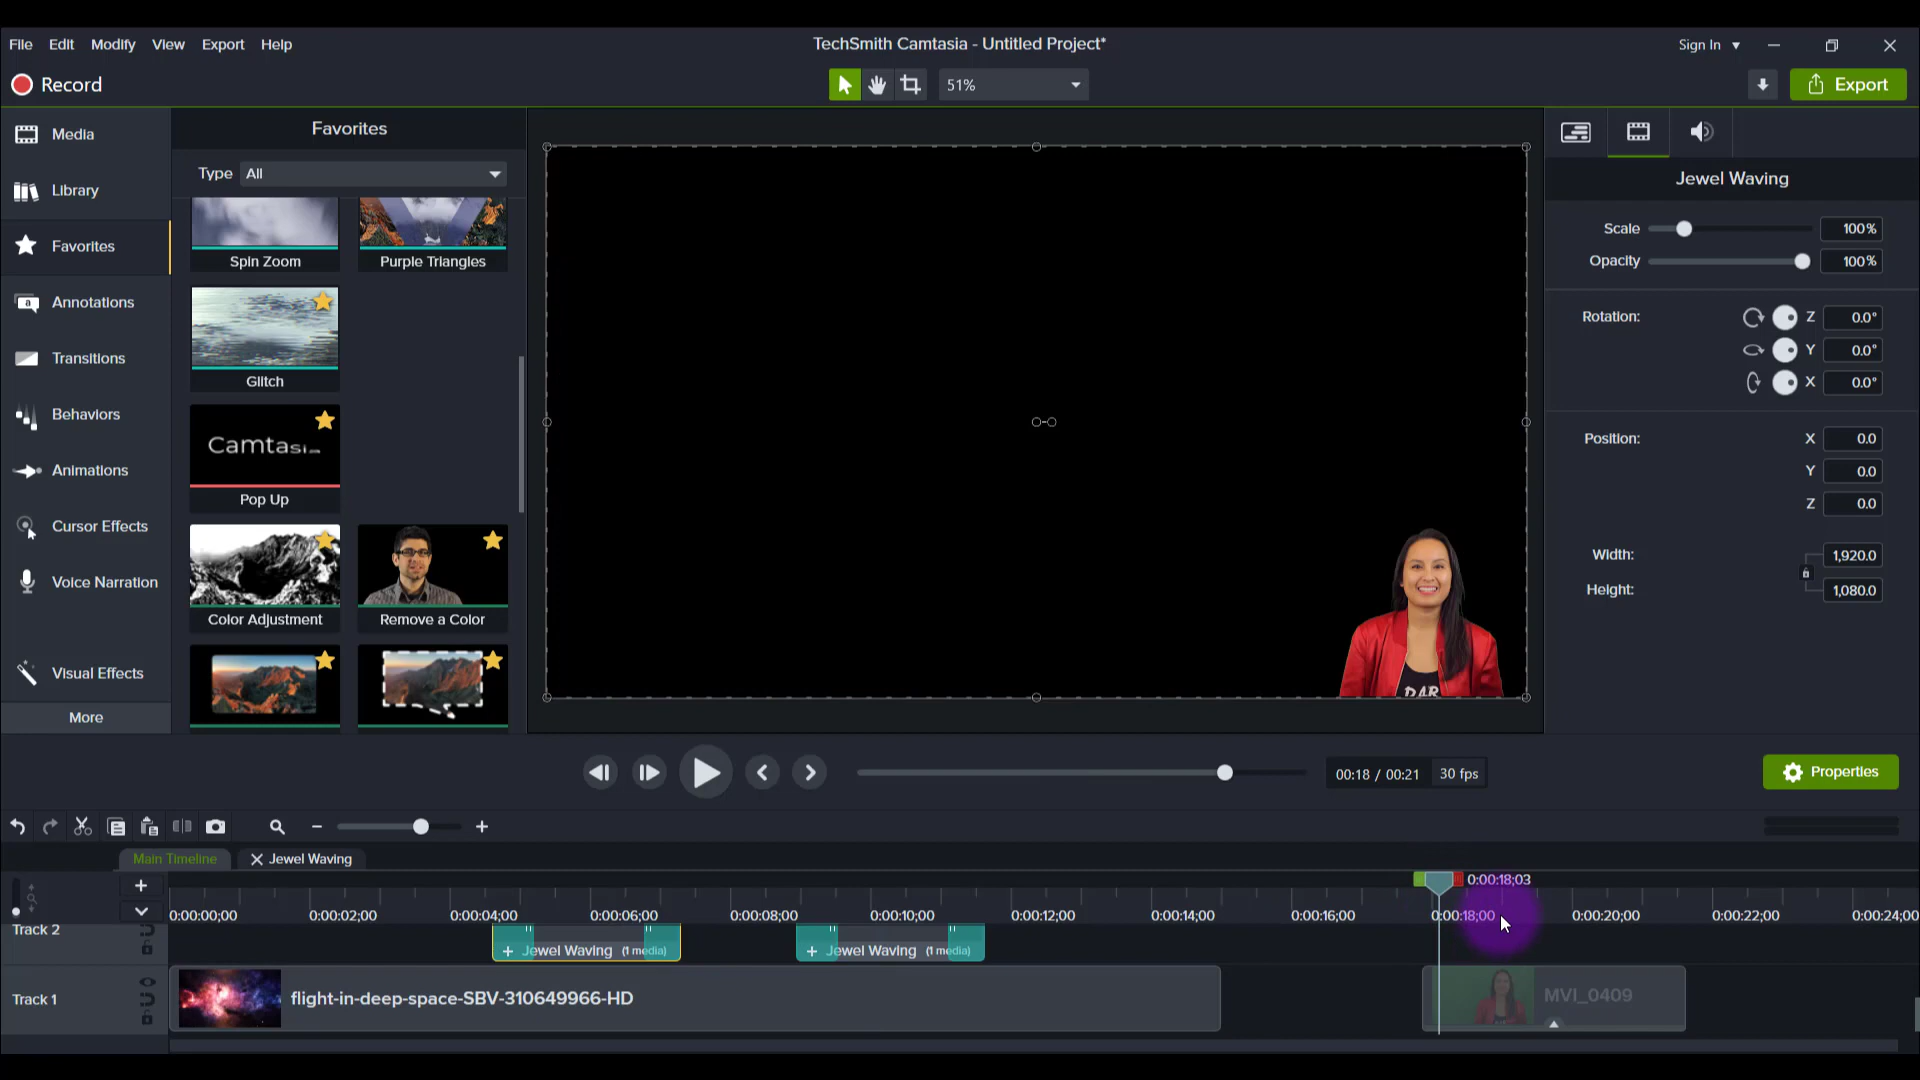 File Edit Modify View Export Help
TechSmith Camtasia - Untitled Project*
Sign In
Record
51%
Export
Media
Library
Favorites
Annotations
Transitions
Behaviors
Animations
Cursor Effects
Voice Narration
Visual Effects
More
Favorites
Type All
Spin Zoom Purple Triangles
Glitch
Camtasia
Pop Up
Color Adjustment Remove a Color
DAR
Jewel Waving
Scale 100%
Opacity 100%
Rotation: Z 0.0°
Y 0.0°
X 0.0°
Position: X 0.0
Y 0.0
Z 0.0
Width: 1,920.0
Height: 1,080.0
00:18 / 00:21 30 fps
Properties
Main Timeline Jewel Waving
0:00:18;03
0:00:00;00 0:00:02;00 0:00:04;00 0:00:06;00 0:00:08;00 0:00:10;00 0:00:12;00 0:00:14;00 0:00:16;00 0:00:18;00 0:00:20;00 0:00:22;00 0:00:24;00
Track 2
+ Jewel Waving (1 media) + Jewel Waving (1 media)
Track 1
flight-in-deep-space-SBV-310649966-HD
MVI_0409